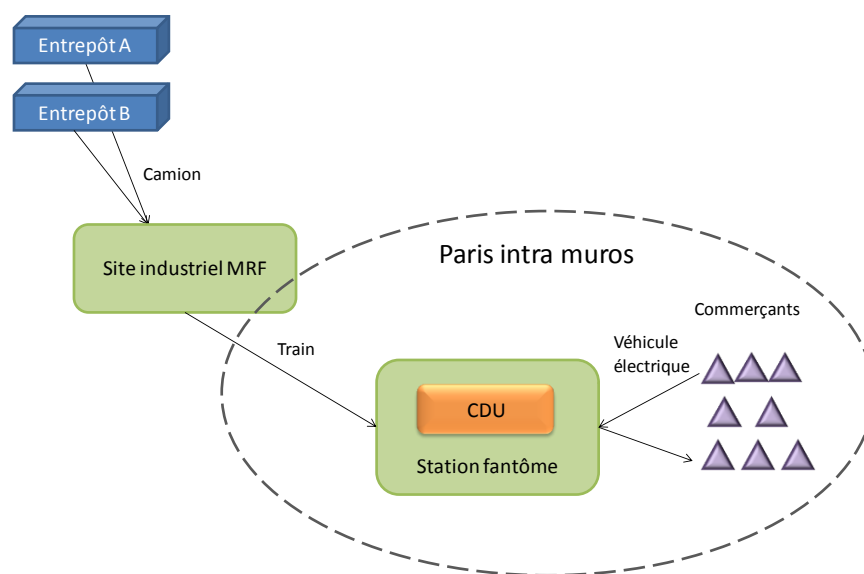 Entrepôt A
Entrepôt B
Camion
Site industriel MRF
Paris intra muros
Commerçants
Train
Véhicule
électrique
CDU
Station fantôme